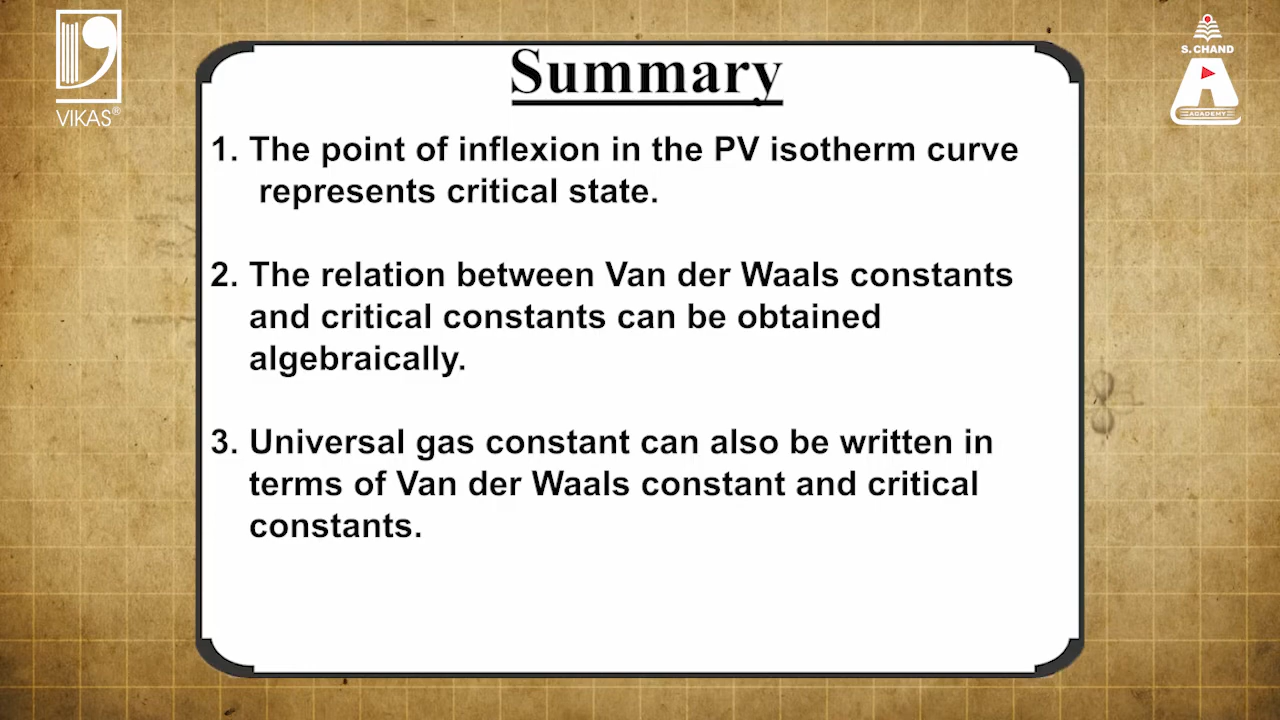 VIKAS®
S. CHAND
ACADEMY
Summary
1. The point of inflexion in the PV isotherm curve
represents critical state.
2. The relation between Van der Waals constants
and critical constants can be obtained
algebraically.
3. Universal gas constant can also be written in
terms of Van der Waals constant and critical
constants.